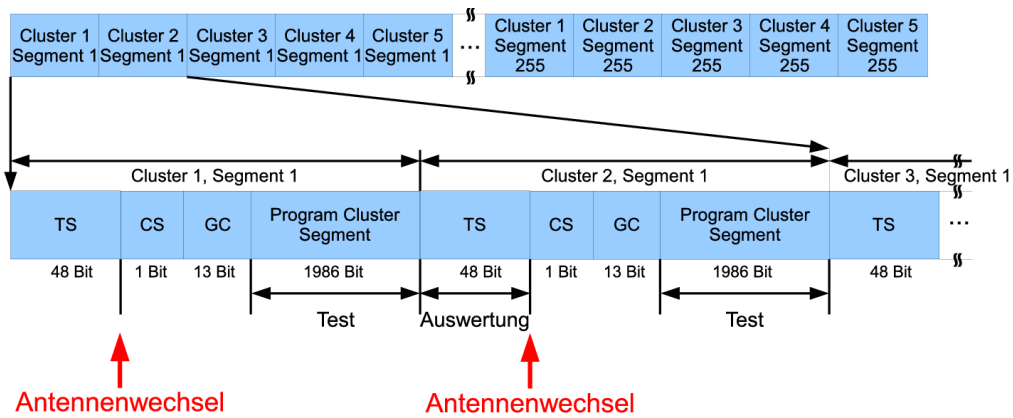 Cluster 1 Segment 1
Cluster 2 Segment 1
Cluster 3 Segment 1
Cluster 4 Segment 1
Cluster 5 Segment 1
...
Cluster 1 Segment 255
Cluster 2 Segment 255
Cluster 3 Segment 255
Cluster 4 Segment 255
Cluster 5 Segment 255
Cluster 1, Segment 1
Cluster 2, Segment 1
Cluster 3, Segment 1
TS
CS
GC
Program Cluster Segment
TS
CS
GC
Program Cluster Segment
TS
...
48 Bit
1 Bit
13 Bit
1986 Bit
48 Bit
1 Bit
13 Bit
1986 Bit
48 Bit
Test
Auswertung
Test
Antennenwechsel
Antennenwechsel